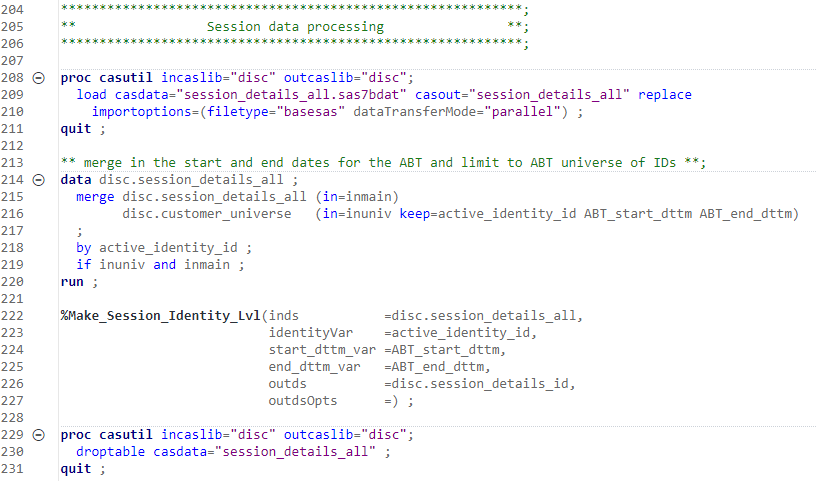 204 ************************************************************;
205 **                 Session data processing                **;
206 ************************************************************;
207
208 proc casutil incaslib="disc" outcaslib="disc";
209   load casdata="session_details_all.sas7bdat" casout="session_details_all" replace
210     importoptions=(filetype="basesas" dataTransferMode="parallel") ;
211 quit ;
212
213 ** merge in the start and end dates for the ABT and limit to ABT universe of IDs **;
214 data disc.session_details_all ;
215   merge disc.session_details_all (in=inmain)
216         disc.customer_universe   (in=inuniv keep=active_identity_id ABT_start_dttm ABT_end_dttm)
217   ;
218   by active_identity_id ;
219   if inuniv and inmain ;
220 run ;
221
222 %Make_Session_Identity_Lvl(inds           =disc.session_details_all,
223                            identityVar    =active_identity_id,
224                            start_dttm_var =ABT_start_dttm,
225                            end_dttm_var   =ABT_end_dttm,
226                            outds          =disc.session_details_id,
227                            outdsOpts      =) ;
228
229 proc casutil incaslib="disc" outcaslib="disc";
230   droptable casdata="session_details_all" ;
231 quit ;